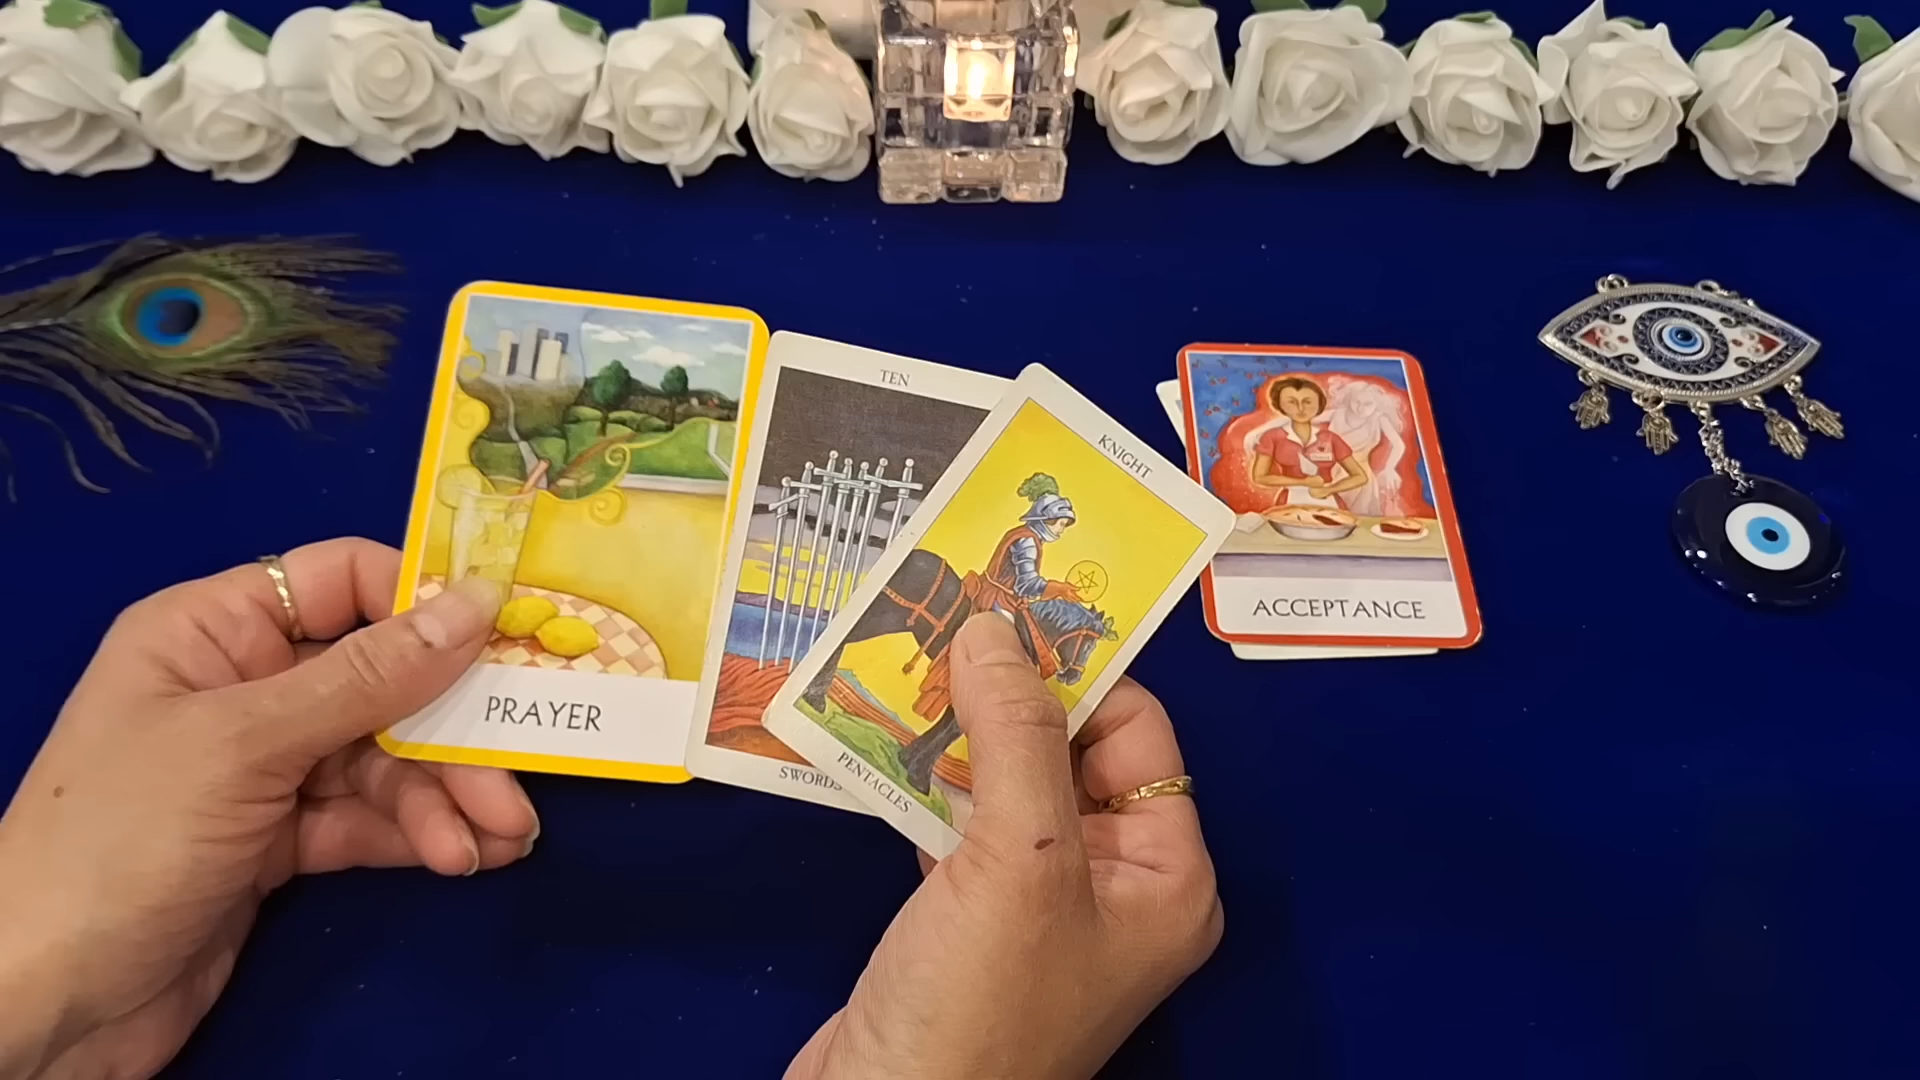 TEN
KNIGHT
ACCEPTANCE
PRAYER
SWORDS
PENTACLES